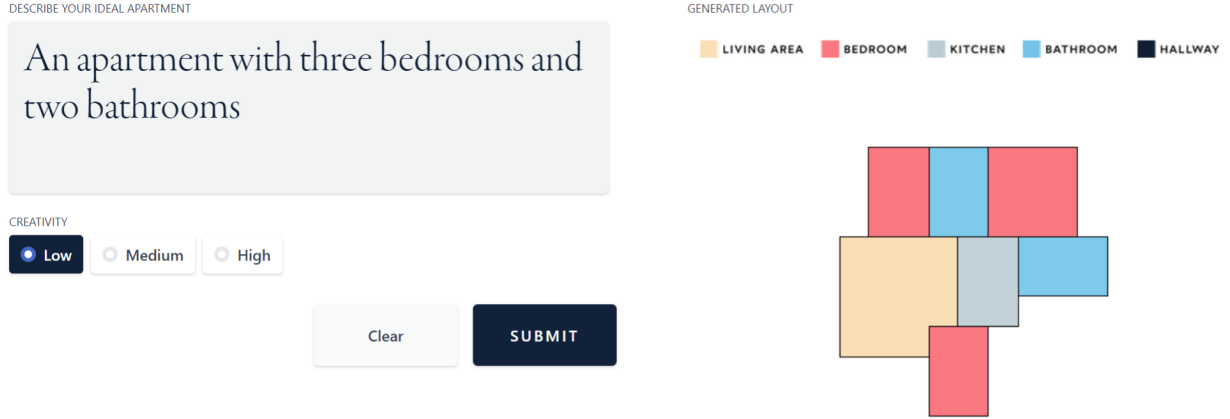 DESCRIBE YOUR IDEAL APARTMENT
An apartment with three bedrooms and
two bathrooms
CREATIVITY
Low
Medium
High
Clear
SUBMIT
GENERATED LAYOUT
LIVING AREA
BEDROOM
KITCHEN
BATHROOM
HALLWAY